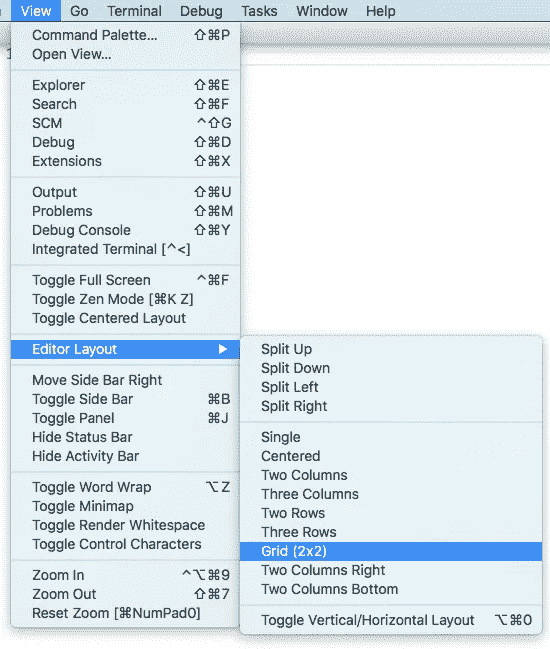 View Go Terminal Debug Tasks Window Help
Command Palette... ⇧⌘P
Open View...
Explorer ⇧⌘E
Search ⇧⌘F
SCM ^⇧G
Debug ⇧⌘D
Extensions ⇧⌘X
Output ⇧⌘U
Problems ⇧⌘M
Debug Console ⇧⌘Y
Integrated Terminal [^<]
Toggle Full Screen ^⌘F
Toggle Zen Mode [⌘K Z]
Toggle Centered Layout
Editor Layout ▶
Move Side Bar Right
Toggle Side Bar ⌘B
Toggle Panel ⌘J
Hide Status Bar
Hide Activity Bar
Toggle Word Wrap ⌥Z
Toggle Minimap
Toggle Render Whitespace
Toggle Control Characters
Zoom In ^⌥⌘9
Zoom Out ⇧⌘7
Reset Zoom [⌘NumPad0]
Split Up
Split Down
Split Left
Split Right
Single
Centered
Two Columns
Three Columns
Two Rows
Three Rows
Grid (2x2)
Two Columns Right
Two Columns Bottom
Toggle Vertical/Horizontal Layout ⌥⌘0